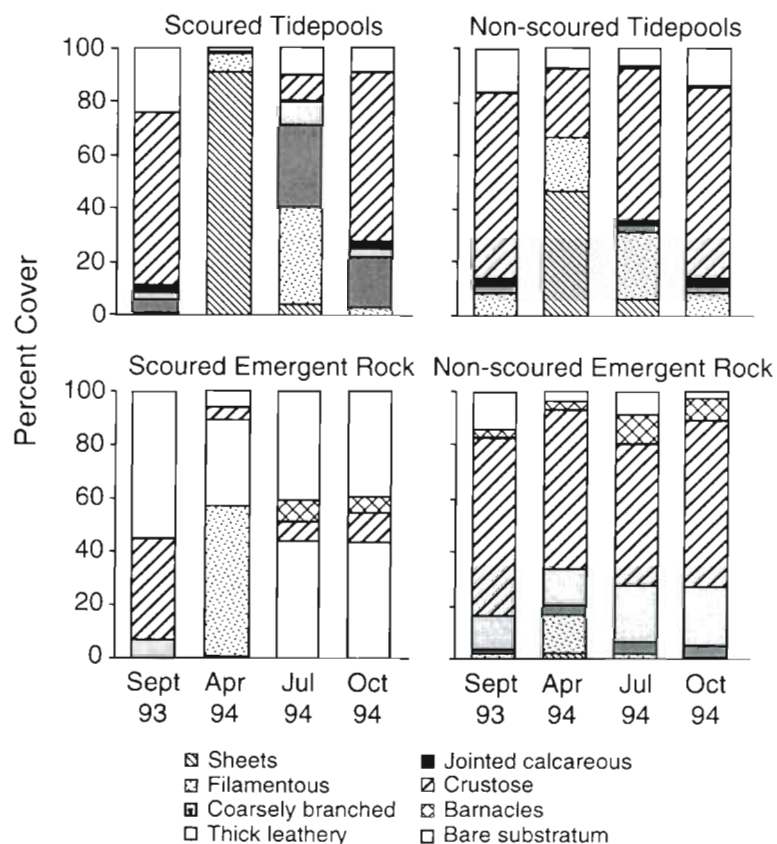 Scoured Tidepools
Non-scoured Tidepools
100
80
60
40
20
0
Percent Cover
Scoured Emergent Rock
Non-scoured Emergent Rock
100
80
60
40
20
0
Sept Apr Jul Oct
93 94 94 94
Sept Apr Jul Oct
93 94 94 94
Sheets
Filamentous
Coarsely branched
Thick leathery
Jointed calcareous
Crustose
Barnacles
Bare substratum